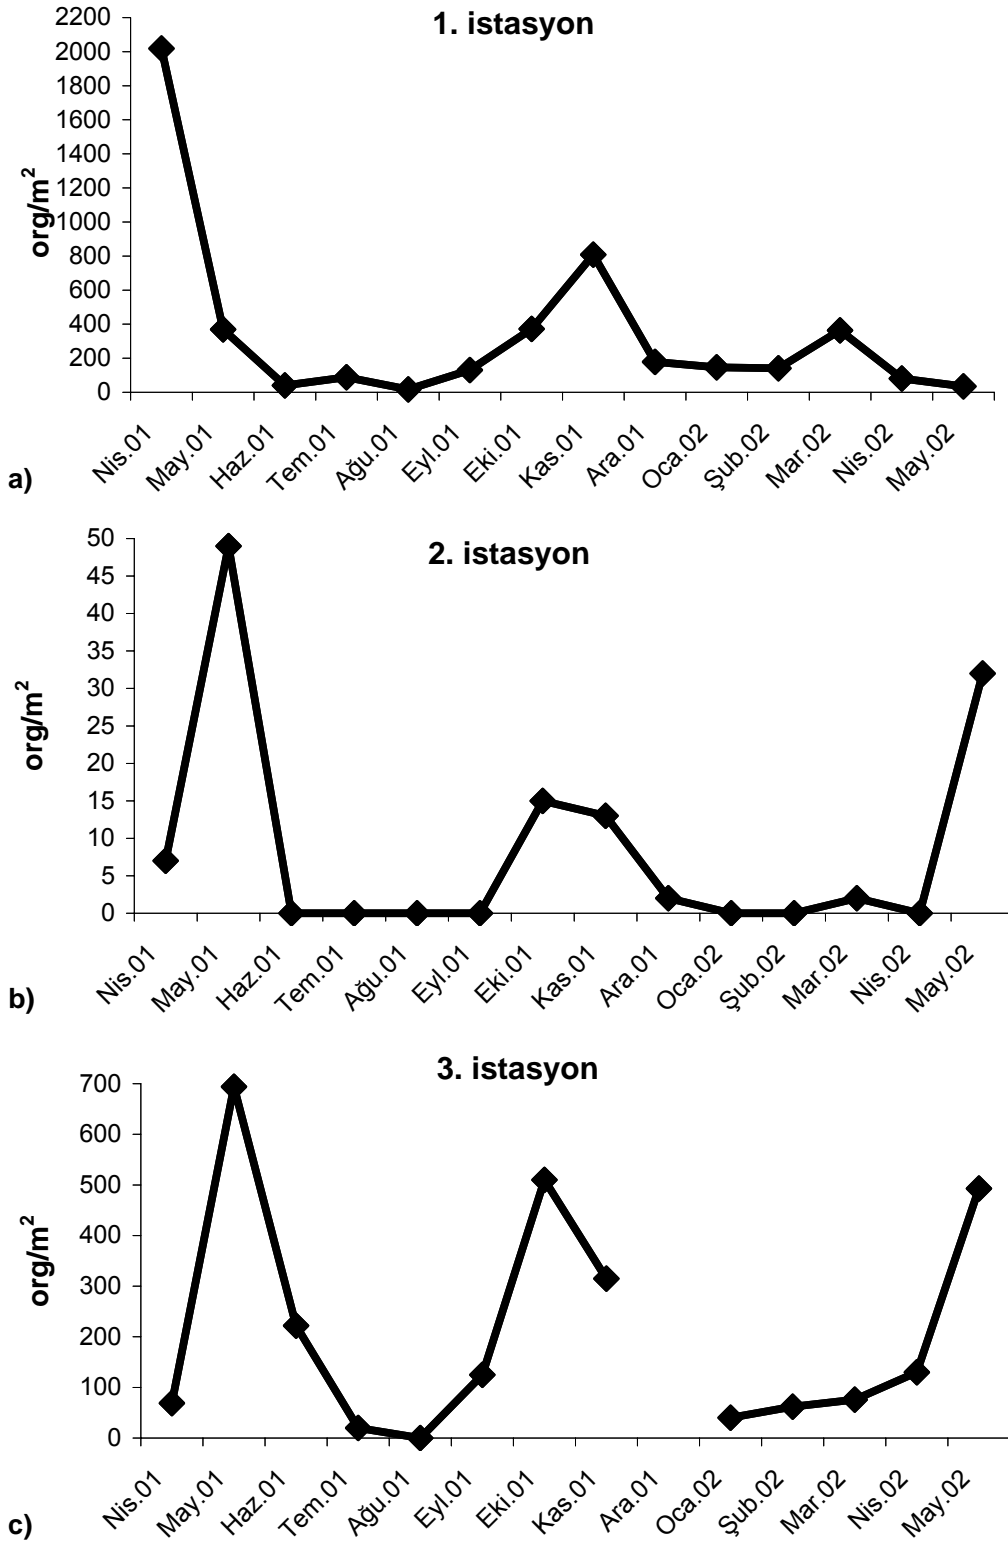 1. istasyon
org/m²
2200
2000
1800
1600
1400
1200
1000
800
600
400
200
0
Nis.01 May.01 Haz.01 Tem.01 Ağu.01 Eyl.01 Eki.01 Kas.01 Ara.01 Oca.02 Şub.02 Mar.02 Nis.02 May.02
a)
2. istasyon
org/m²
50
45
40
35
30
25
20
15
10
5
0
Nis.01 May.01 Haz.01 Tem.01 Ağu.01 Eyl.01 Eki.01 Kas.01 Ara.01 Oca.02 Şub.02 Mar.02 Nis.02 May.02
b)
3. istasyon
org/m²
700
600
500
400
300
200
100
0
Nis.01 May.01 Haz.01 Tem.01 Ağu.01 Eyl.01 Eki.01 Kas.01 Ara.01 Oca.02 Şub.02 Mar.02 Nis.02 May.02
c)